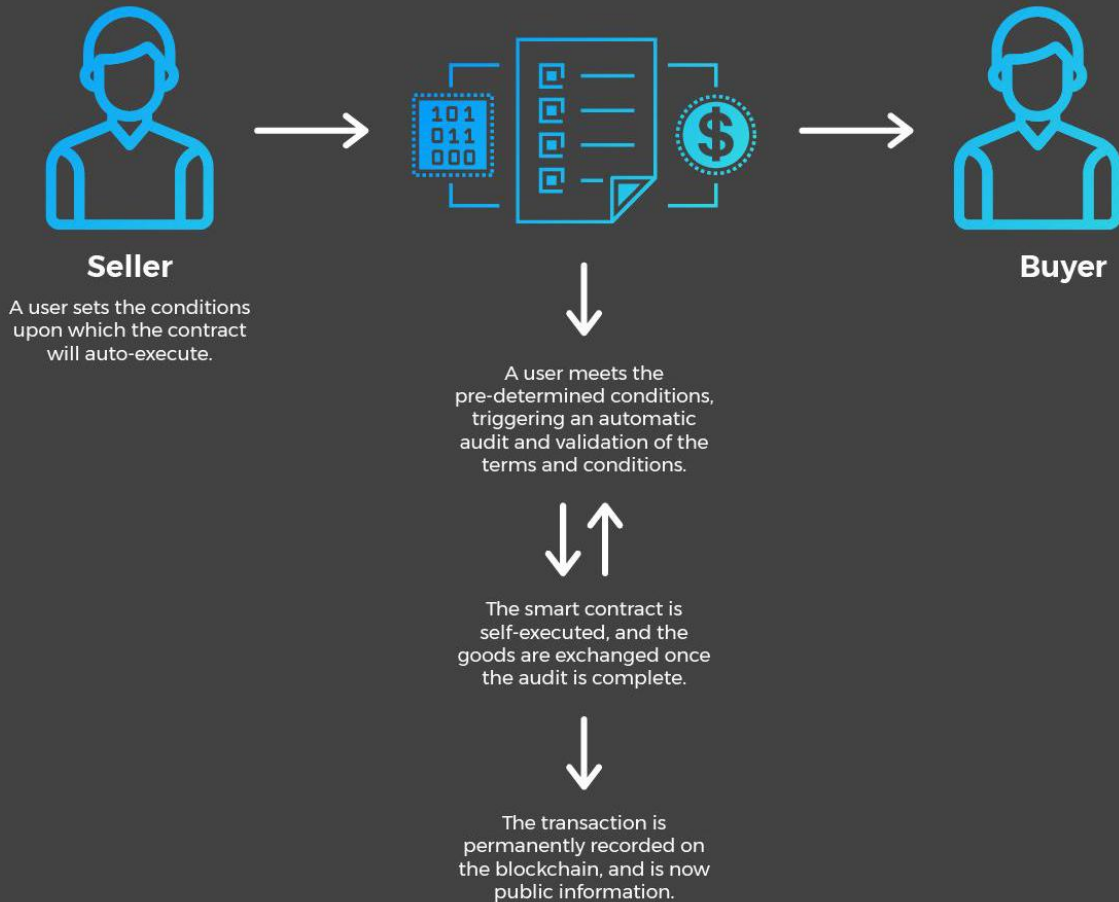 101
011
000
$
Seller
A user sets the conditions
upon which the contract
will auto-execute.
Buyer
A user meets the
pre-determined conditions,
triggering an automatic
audit and validation of the
terms and conditions.
The smart contract is
self-executed, and the
goods are exchanged once
the audit is complete.
The transaction is
permanently recorded on
the blockchain, and is now
public information.